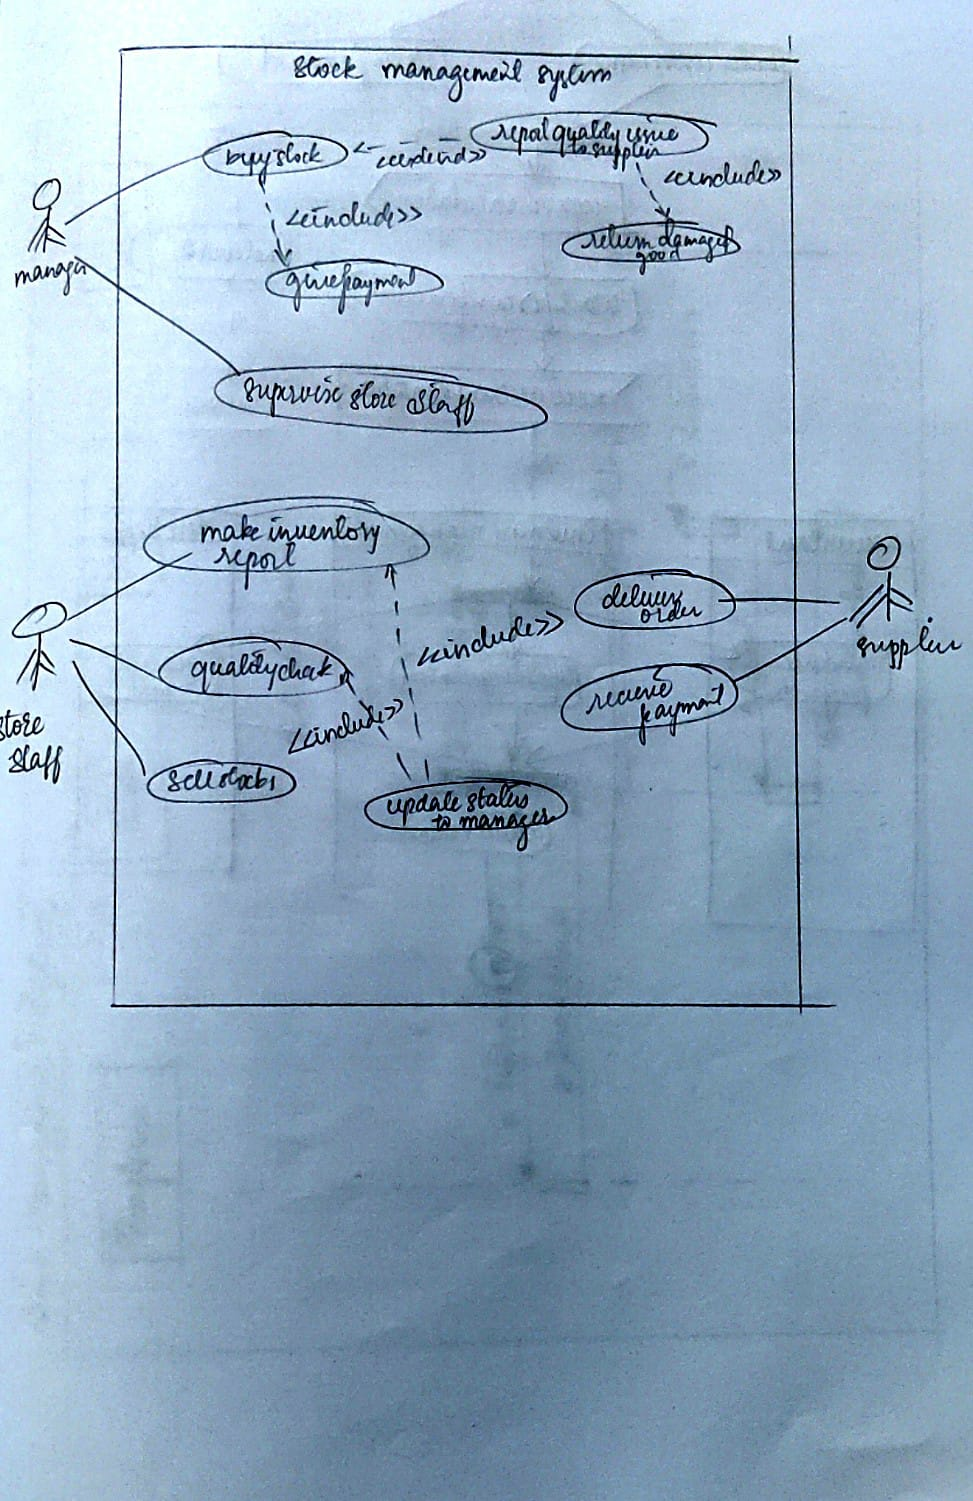 stock management system
buy stock
<<extend>>
report quality issue
to supplier
<<include>>
<<include>>
return damaged
good
manager
give payment
supervise store staff
make inventory
report
deliver
order
supplier
<<include>>
quality chek
recieve
payment
store
staff
<<include>>
sell stocks
update status
to manager